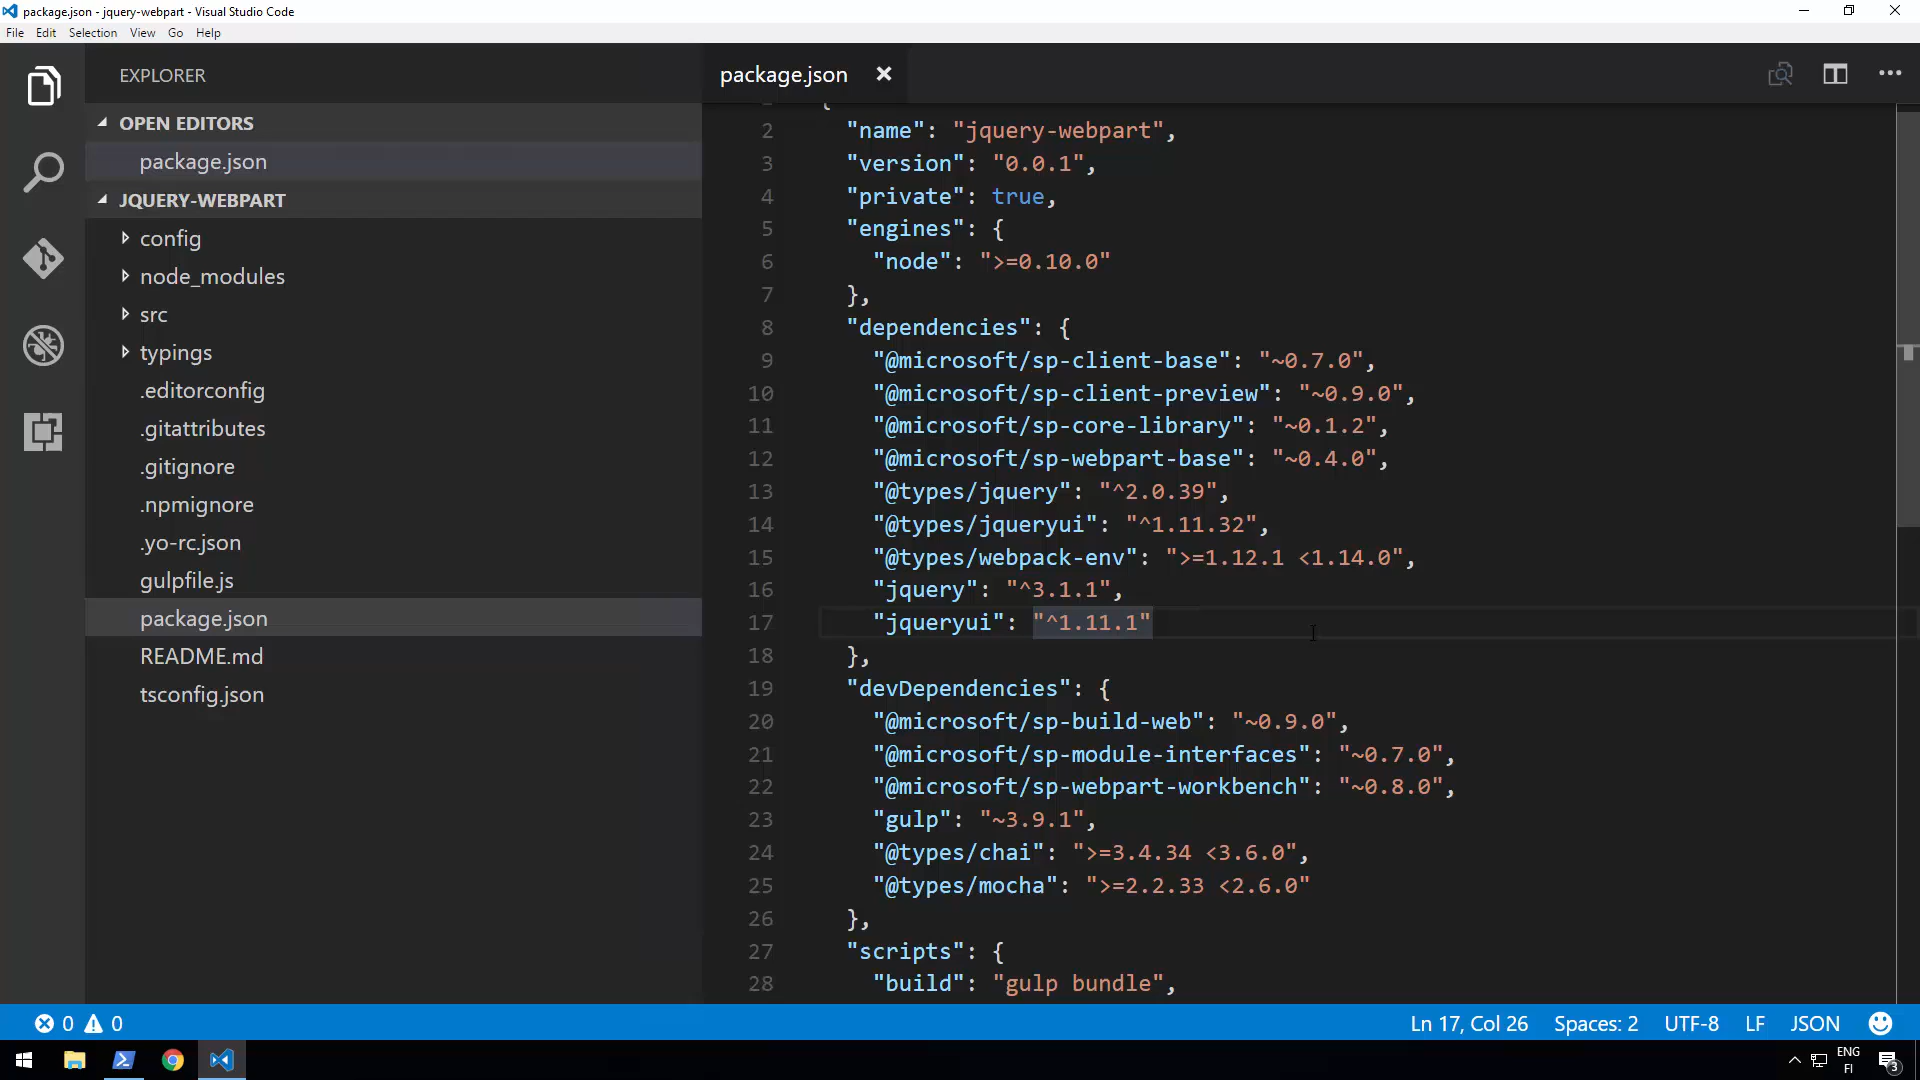 package.json - jquery-webpart - Visual Studio Code
File Edit Selection View Go Help
EXPLORER
OPEN EDITORS
package.json
JQUERY-WEBPART
config
node_modules
src
typings
.editorconfig
.gitattributes
.gitignore
.npmignore
.yo-rc.json
gulpfile.js
package.json
README.md
tsconfig.json
package.json
{
2 "name": "jquery-webpart",
3 "version": "0.0.1",
4 "private": true,
5 "engines": {
6 "node": ">=0.10.0"
7 },
8 "dependencies": {
9 "@microsoft/sp-client-base": "~0.7.0",
10 "@microsoft/sp-client-preview": "~0.9.0",
11 "@microsoft/sp-core-library": "~0.1.2",
12 "@microsoft/sp-webpart-base": "~0.4.0",
13 "@types/jquery": "^2.0.39",
14 "@types/jqueryui": "^1.11.32",
15 "@types/webpack-env": ">=1.12.1 <1.14.0",
16 "jquery": "^3.1.1",
17 "jqueryui": "^1.11.1"
18 },
19 "devDependencies": {
20 "@microsoft/sp-build-web": "~0.9.0",
21 "@microsoft/sp-module-interfaces": "~0.7.0",
22 "@microsoft/sp-webpart-workbench": "~0.8.0",
23 "gulp": "~3.9.1",
24 "@types/chai": ">=3.4.34 <3.6.0",
25 "@types/mocha": ">=2.2.33 <2.6.0"
26 },
27 "scripts": {
28 "build": "gulp bundle",
0 0 Ln 17, Col 26 Spaces: 2 UTF-8 LF JSON
ENG
FI
3